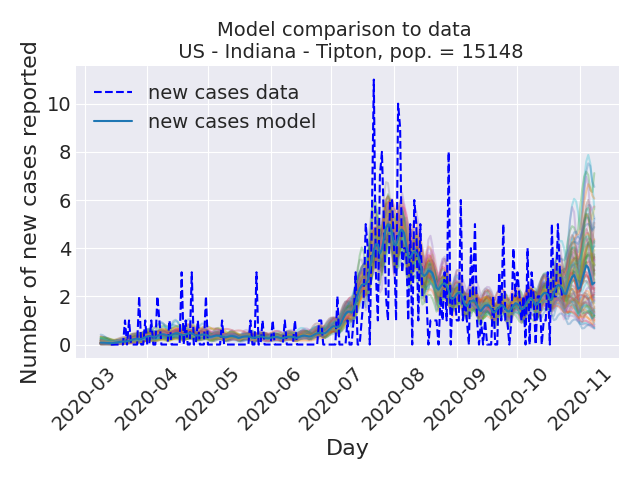 Model comparison to data
US - Indiana - Tipton, pop. = 15148
Number of new cases reported
new cases data
new cases model
10
8
6
4
2
0
2020-03
2020-04
2020-05
2020-06
2020-07
2020-08
2020-09
2020-10
2020-11
Day